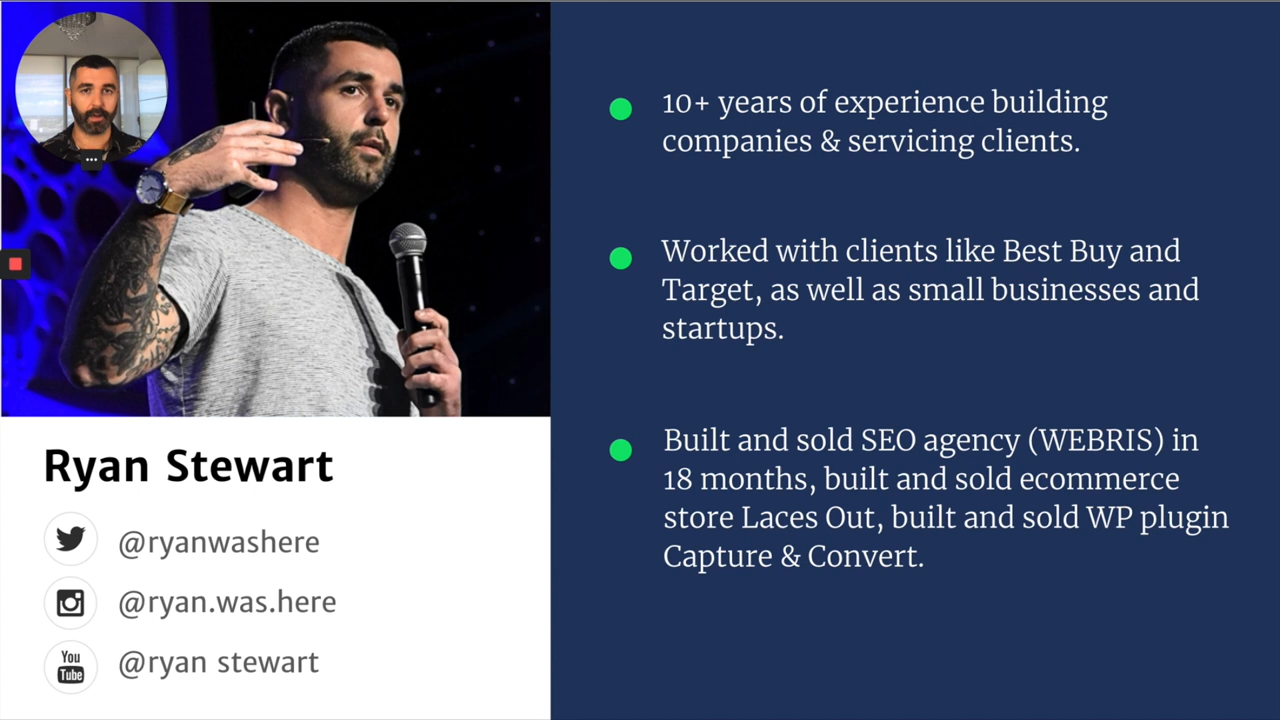 Ryan Stewart
@ryanwashere
@ryan.was.here
You
Tube
@ryan stewart
10+ years of experience building
companies & servicing clients.
Worked with clients like Best Buy and
Target, as well as small businesses and
startups.
Built and sold SEO agency (WEBRIS) in
18 months, built and sold ecommerce
store Laces Out, built and sold WP plugin
Capture & Convert.